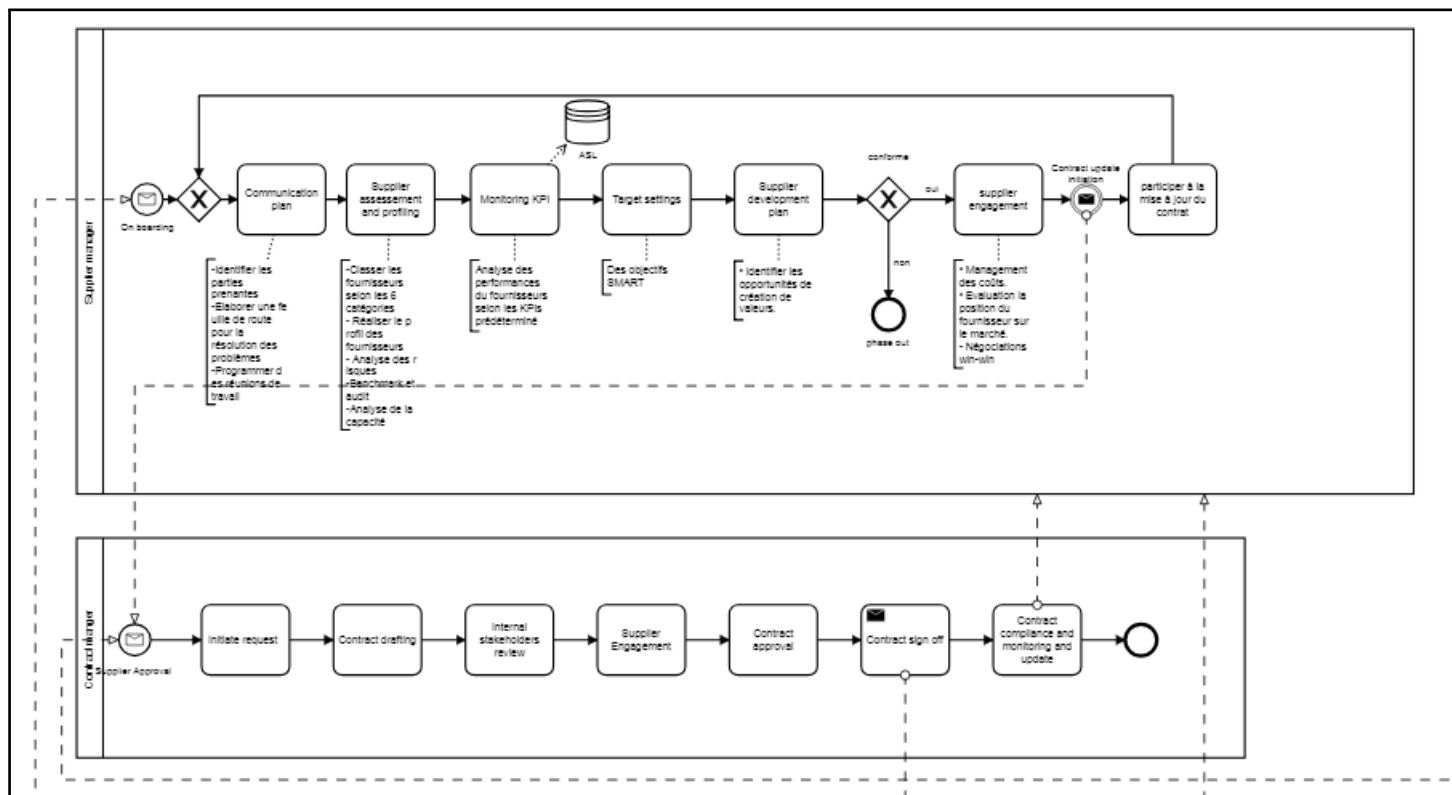 Supplier manager
On boarding
Communication
plan
Supplier
assessement
and profiling
Monitoring KPI
ASL
Target settings
Supplier
development
plan
conforme
oui
non
phase out
supplier
engagement
Contract update
initiation
participer à la
mise à jour du
contrat
-Identifier les
parties
prenantes
-Elaborer une fe
uille de route
pour la
résolution des
problèmes
-Programmer d
es réunions de
travail
-Classer les
fournisseurs
selon les 6
catégories
- Réaliser le p
rofil des
fournisseurs
- Analyse des r
isques
-Benchmark et
audit
-Analyse de la
capacité
Analyse des
performances
du fournisseurs
selon les KPIs
prédéterminé
Des objectifs
SMART
• Identifier les
opportunités de
création de
valeurs.
• Management
des coûts.
• Evaluation la
position du
fournisseur sur
le marché.
- Négociations
win-win
Supplier Approval
Initiate request
Contract drafting
Internal
stakeholders
review
Supplier
Engagement
Contract
approval
Contract sign off
Contract
compliance and
monitoring and
update